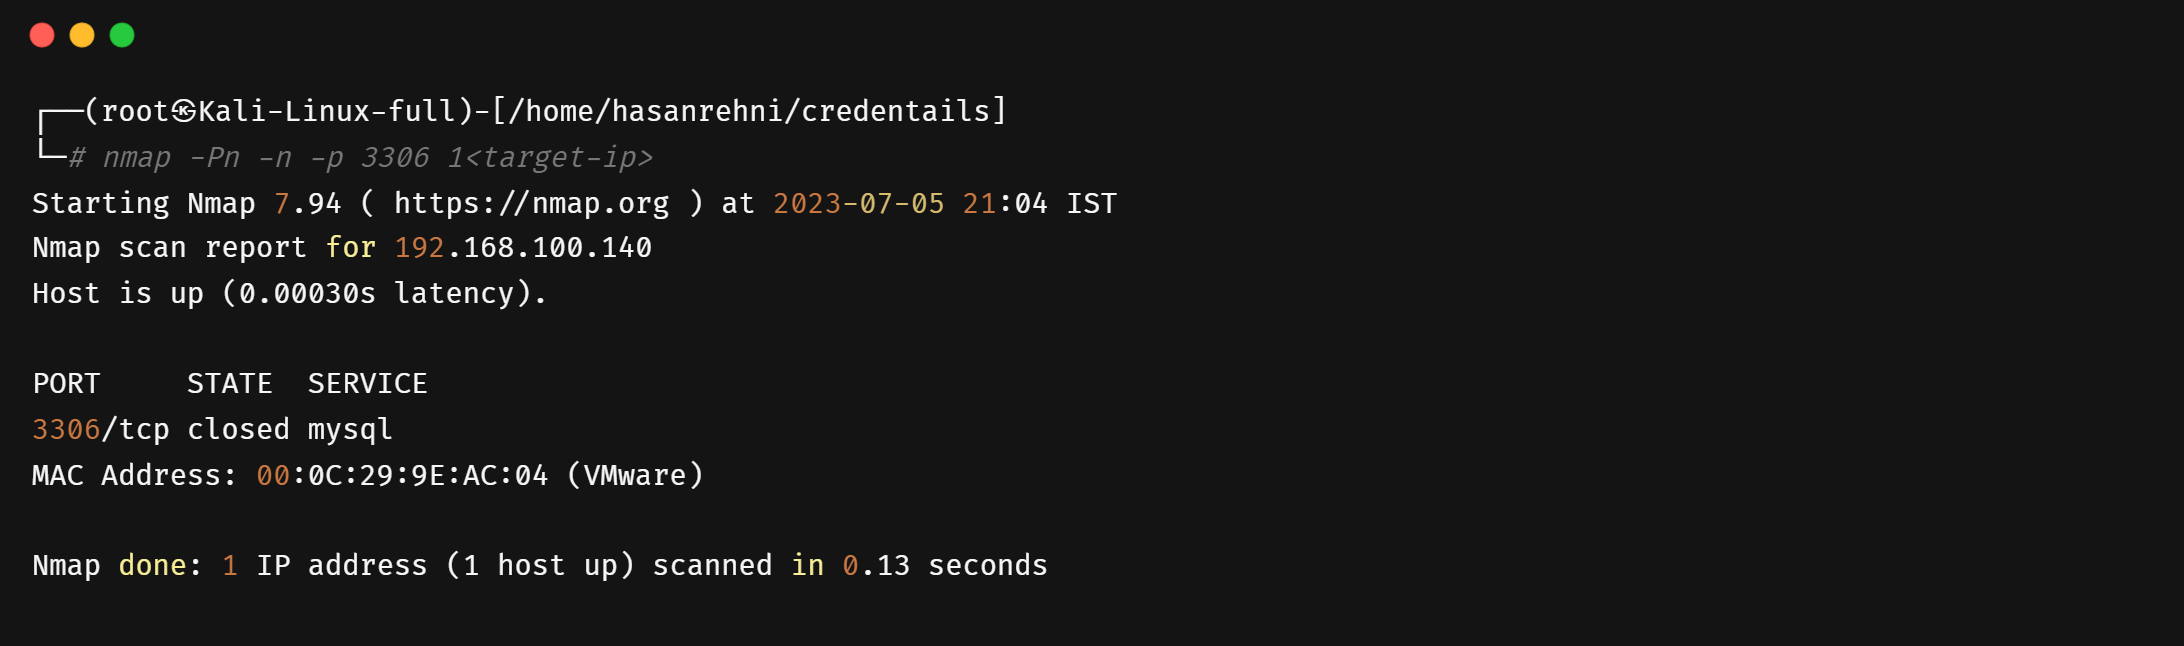 ┌──(root㉿Kali-Linux-full)-[/home/hasanrehni/credentails]
└─# nmap -Pn -n -p 3306 1<target-ip>
Starting Nmap 7.94 ( https://nmap.org ) at 2023-07-05 21:04 IST
Nmap scan report for 192.168.100.140
Host is up (0.00030s latency).
PORT     STATE  SERVICE
3306/tcp closed mysql
MAC Address: 00:0C:29:9E:AC:04 (VMware)
Nmap done: 1 IP address (1 host up) scanned in 0.13 seconds